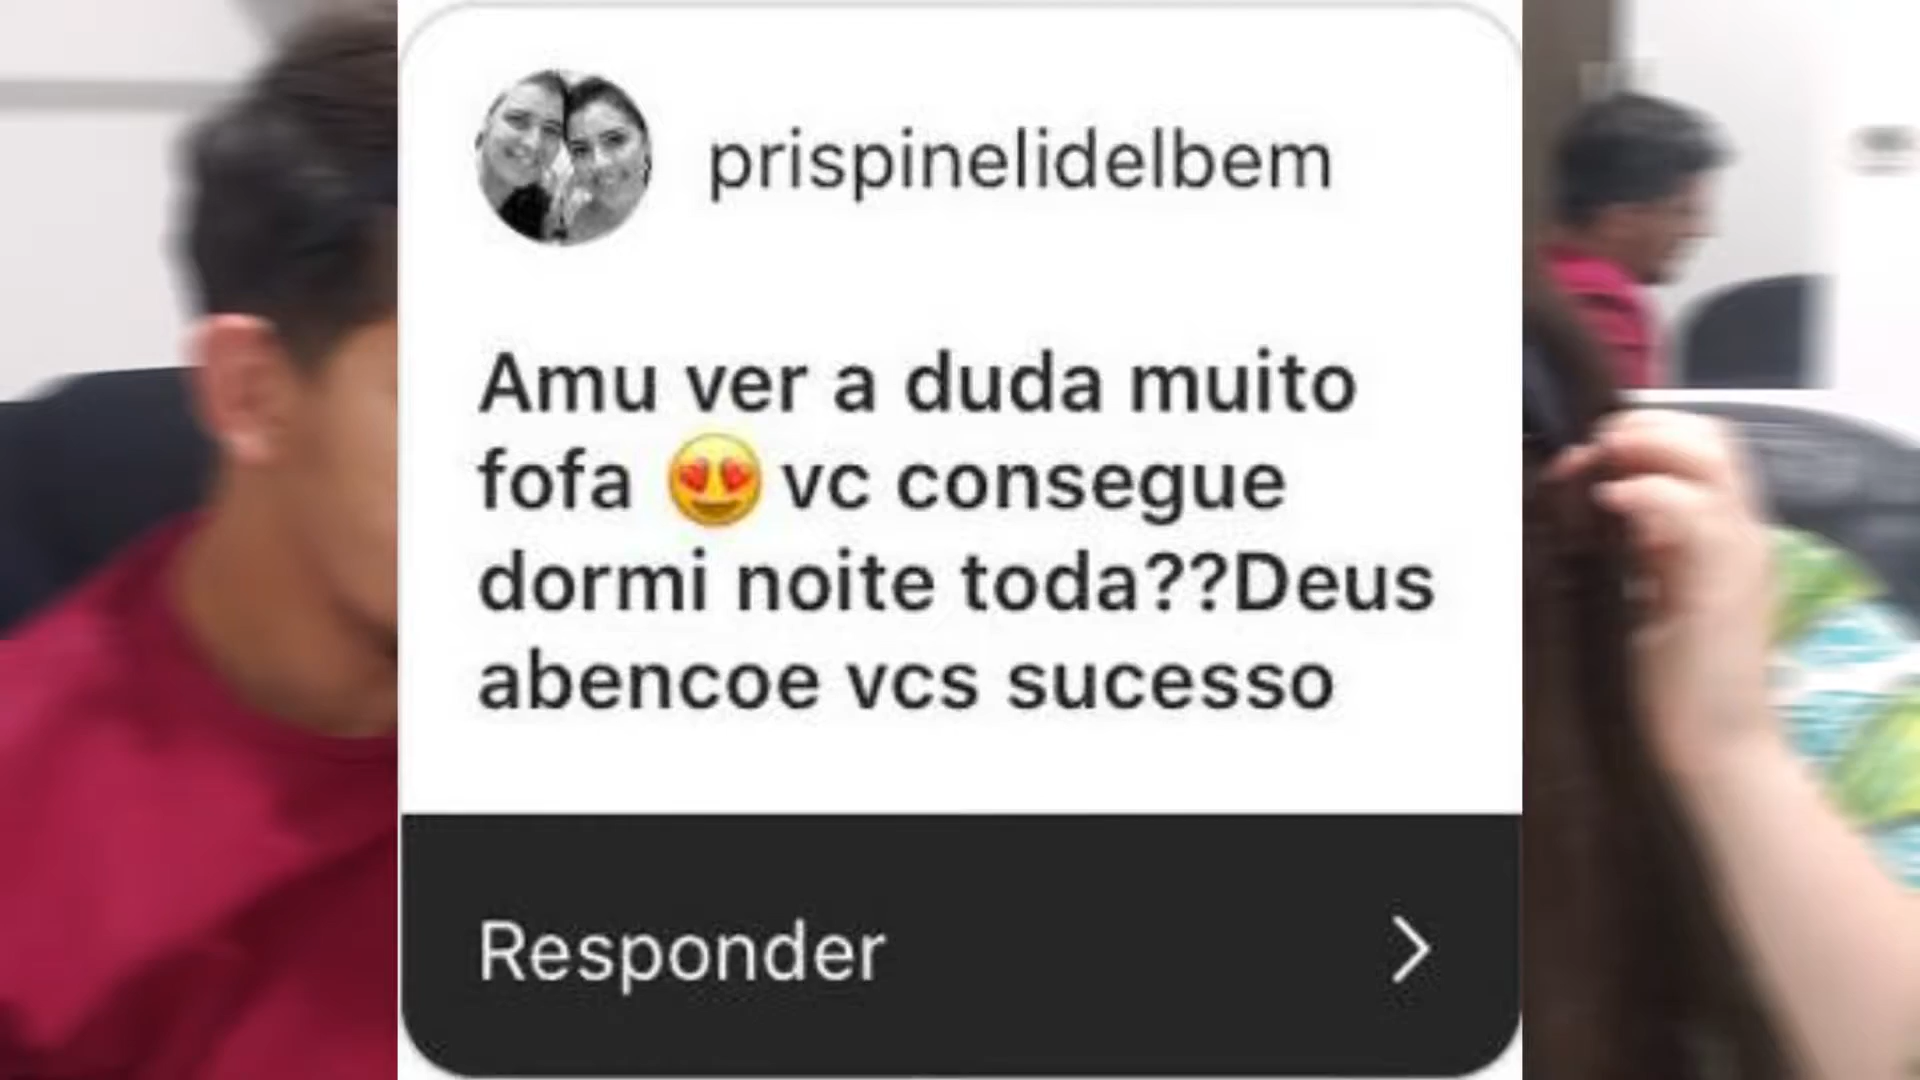 prispinelidelbem
Amu ver a duda muito
fofa 😍 vc consegue
dormi noite toda??Deus
abencoe vcs sucesso
Responder